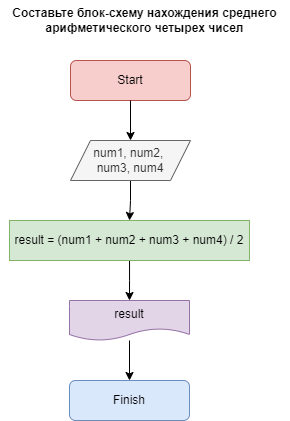 Составьте блок-схему нахождения среднего
арифметического четырех чисел
Start
num1, num2,
num3, num4
result = (num1 + num2 + num3 + num4) / 2
result
Finish